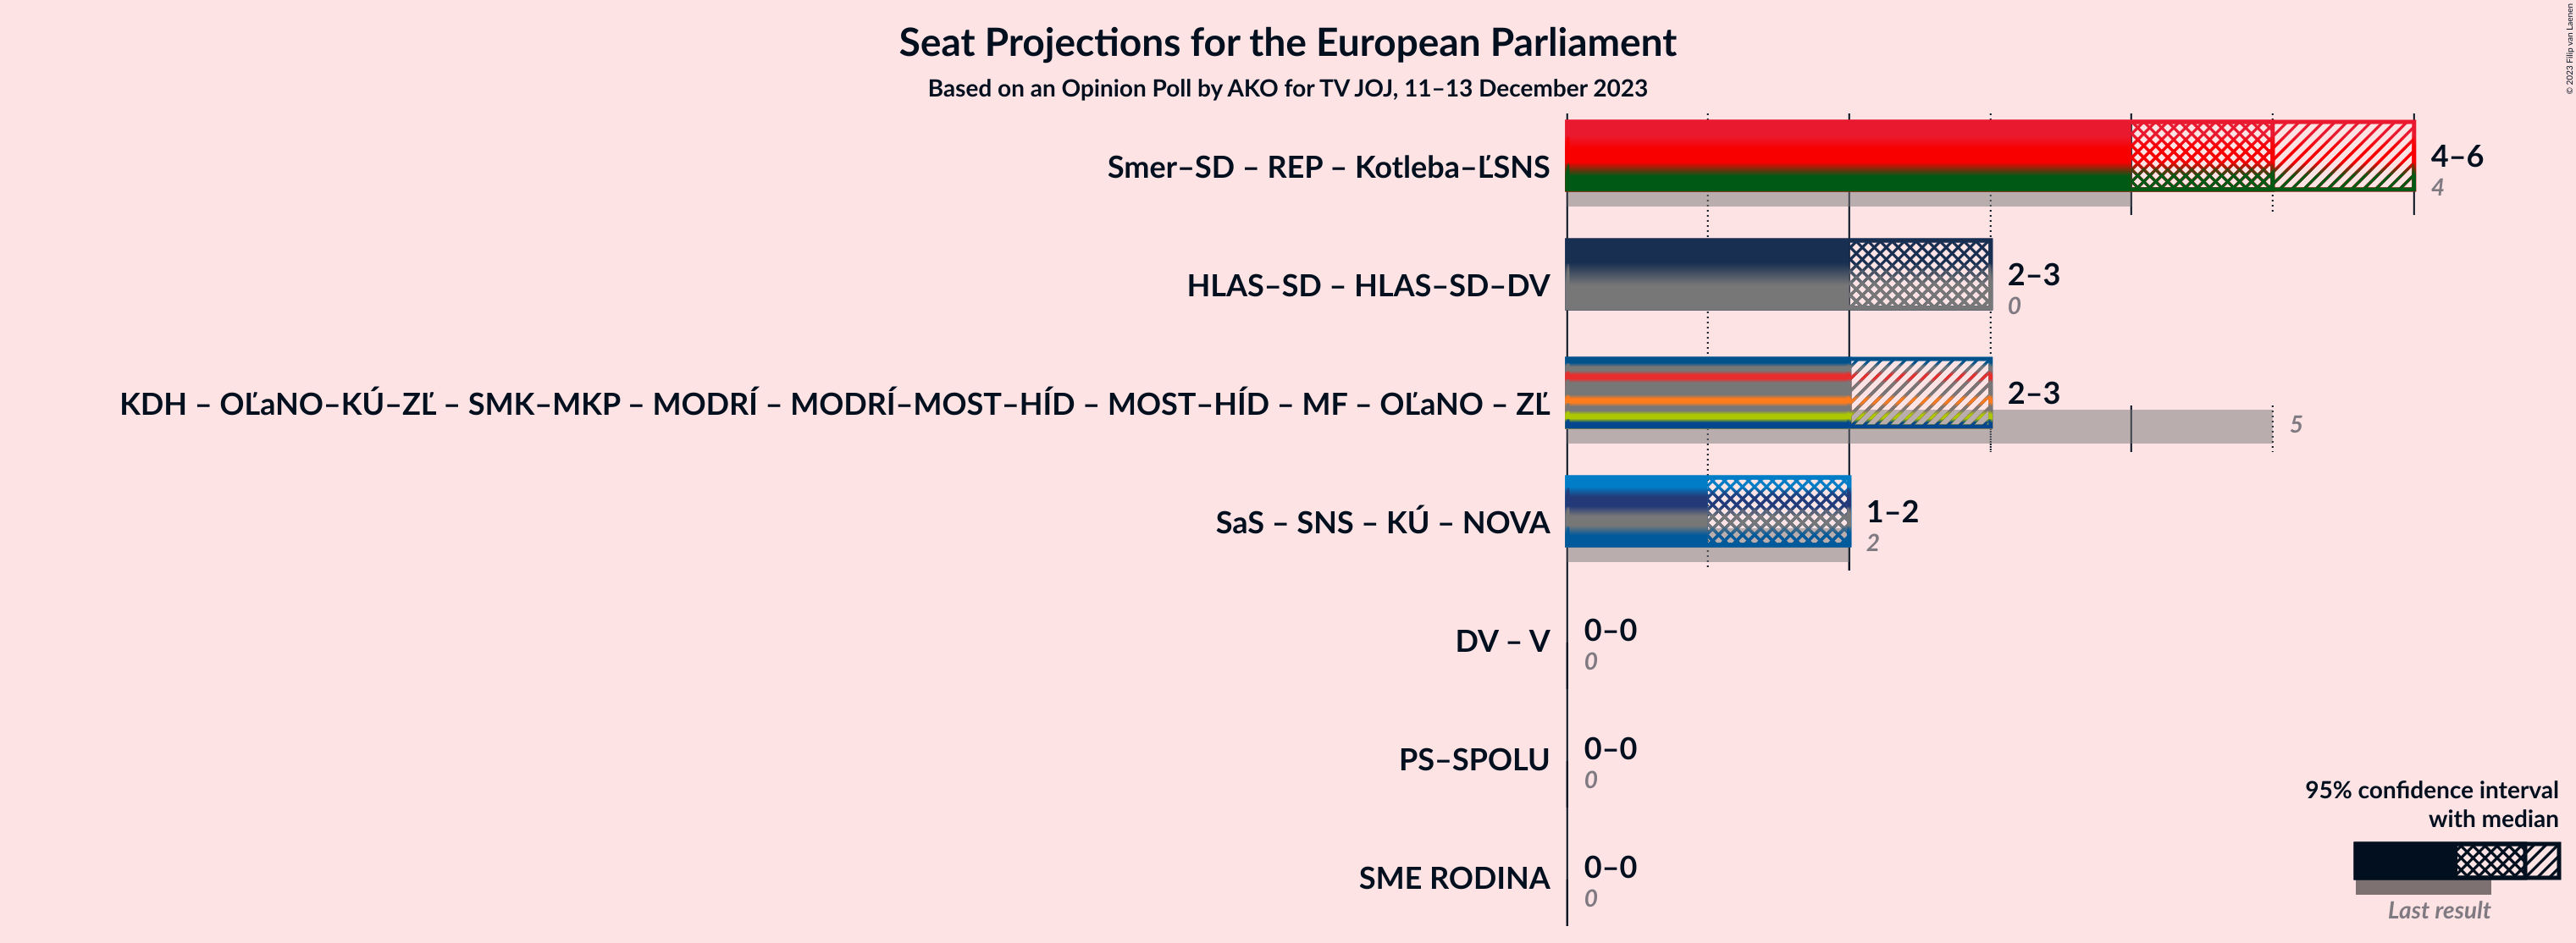 Seat Projections for the European Parliament
Based on an Opinion Poll by AKO for TV JOJ, 11–13 December 2023
© 2023 Filip van Laenen
Smer–SD – REP – Kotleba–ĽSNS
4–6
4
HLAS–SD – HLAS–SD–DV
2–3
0
KDH – OĽaNO–KÚ–ZĽ – SMK–MKP – MODRÍ – MODRÍ–MOST–HÍD – MOST–HÍD – MF – OĽaNO – ZĽ
2–3
5
SaS – SNS – KÚ – NOVA
1–2
2
DV – V
0–0
0
PS–SPOLU
0–0
0
SME RODINA
0–0
0
95% confidence interval
with median
Last result